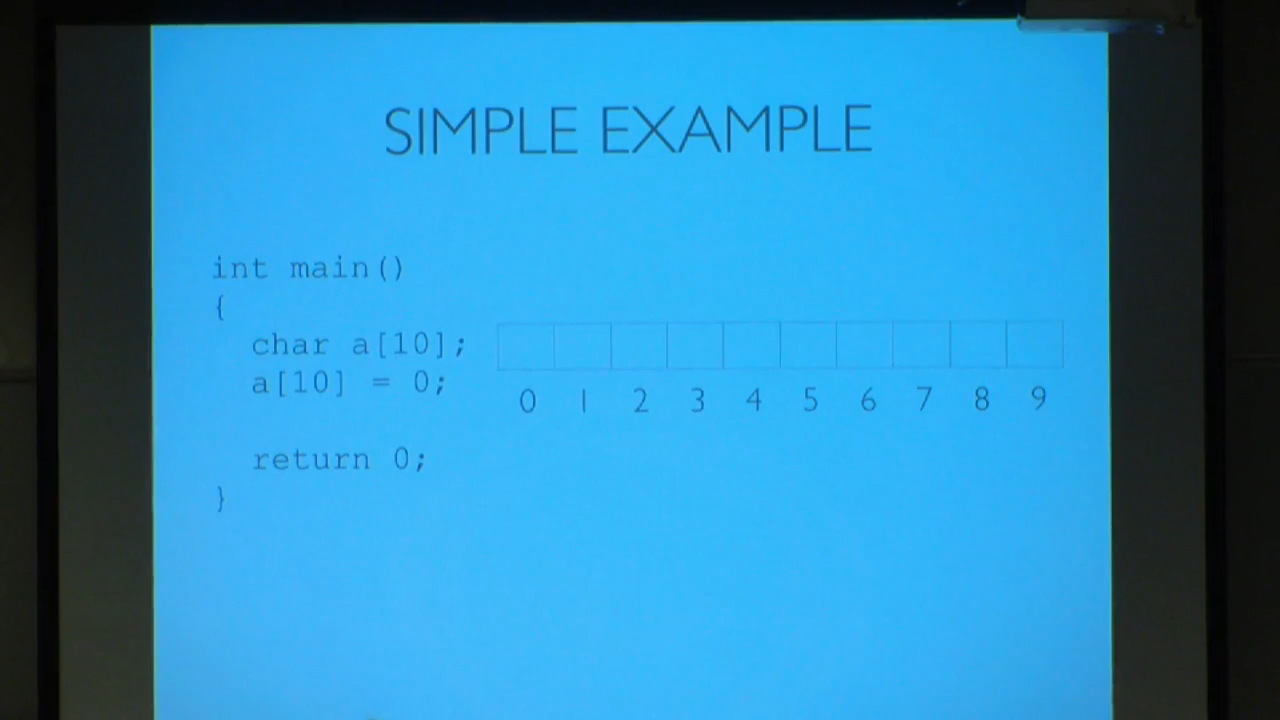 SIMPLE EXAMPLE
int main()
{
char a[10];
a[10] = 0;
0 1 2 3 4 5 6 7 8 9
return 0;
}